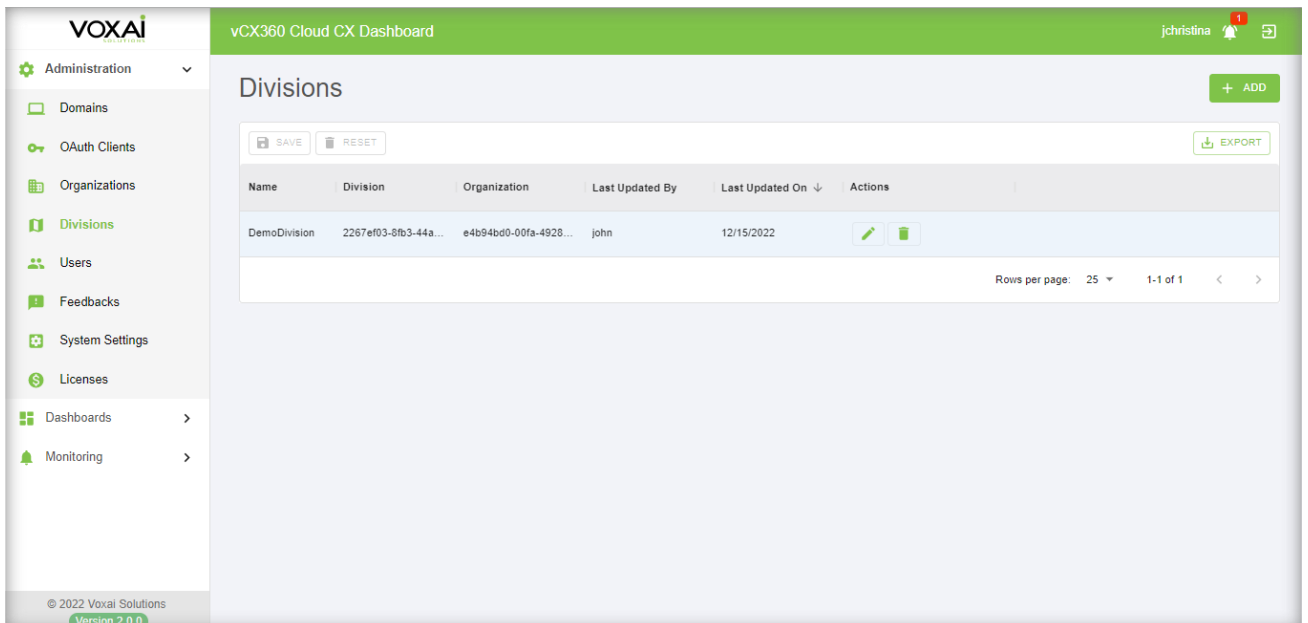 VOXAI
SOLUTIONS
vCX360 Cloud CX Dashboard
jchristina
1
Administration
Domains
OAuth Clients
Organizations
Divisions
Users
Feedbacks
System Settings
Licenses
Dashboards
Monitoring
© 2022 Voxai Solutions
Version 2.0.0
Divisions
+ ADD
SAVE RESET EXPORT
Name Division Organization Last Updated By Last Updated On ↓ Actions
DemoDivision 2267ef03-8fb3-44a... e4b94bd0-00fa-4928... john 12/15/2022
Rows per page: 25 1-1 of 1 < >